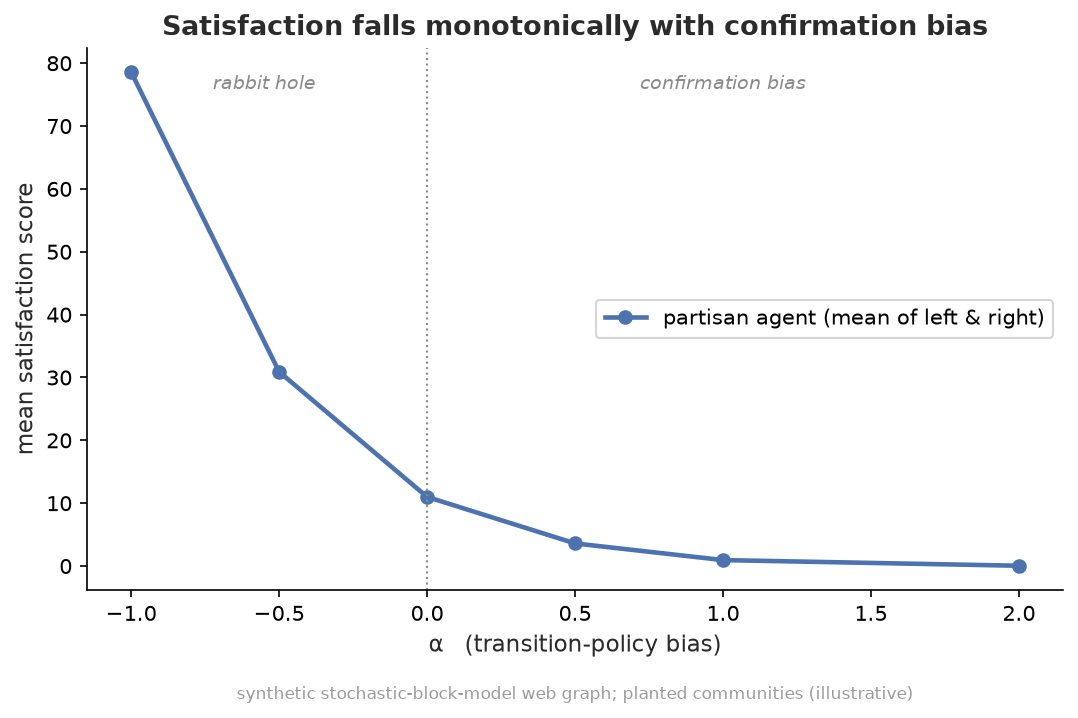 Satisfaction falls monotonically with confirmation bias
rabbit hole
confirmation bias
80
70
60
50
40
30
20
10
0
mean satisfaction score
partisan agent (mean of left & right)
−1.0
−0.5
0.0
0.5
1.0
1.5
2.0
α (transition-policy bias)
synthetic stochastic-block-model web graph; planted communities (illustrative)